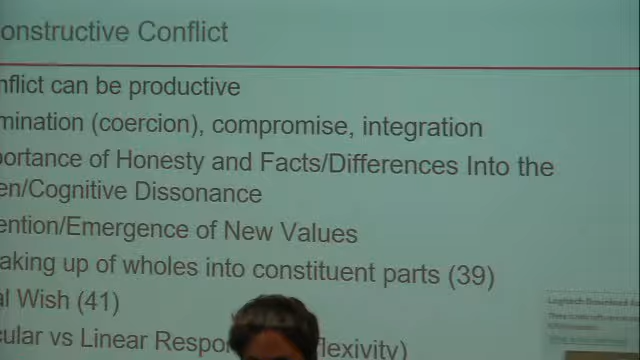 onstructive Conflict
nflict can be productive
mination (coercion), compromise, integration
portance of Honesty and Facts/Differences Into the
en/Cognitive Dissonance
ention/Emergence of New Values
aking up of wholes into constituent parts (39)
al Wish (41)
cular vs Linear Respo lexivity)